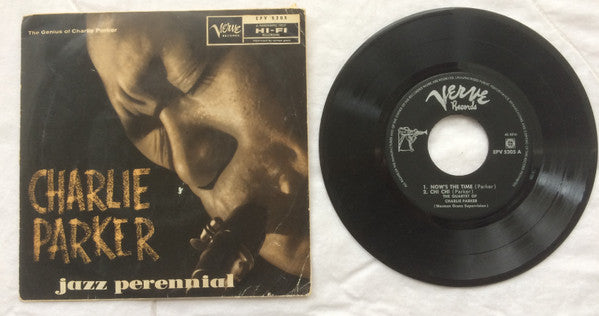 The Genius of Charlie Parker
Verve
RECORDS
EPV 5303
HI-FI
CHARLIE
PARKER
jazz perennial
Verve
Records
EPV 5303 A
1. NOW'S THE TIME (Parker)
2. CHI CHI (Parker)
THE QUARTET OF
CHARLIE PARKER
(Norman Granz Supervision)